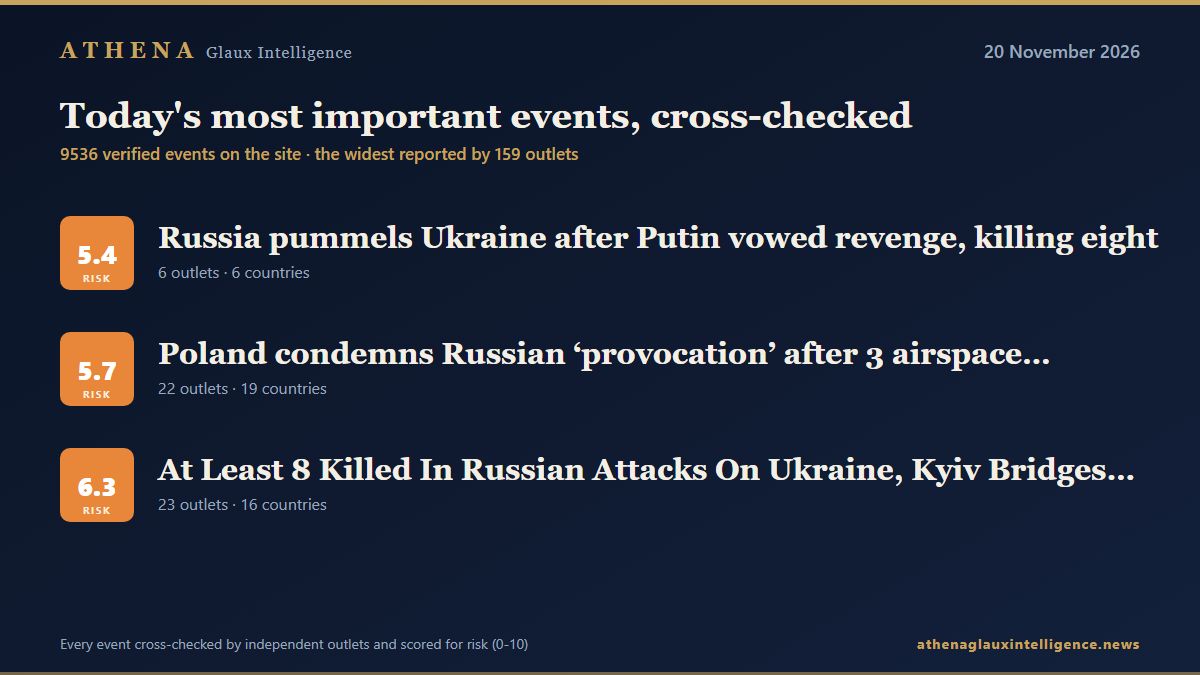 ATHENA Glaux Intelligence
20 November 2026
Today's most important events, cross-checked
9536 verified events on the site · the widest reported by 159 outlets
5.4
RISK
Russia pummels Ukraine after Putin vowed revenge, killing eight
6 outlets · 6 countries
5.7
RISK
Poland condemns Russian ‘provocation’ after 3 airspace...
22 outlets · 19 countries
6.3
RISK
At Least 8 Killed In Russian Attacks On Ukraine, Kyiv Bridges...
23 outlets · 16 countries
Every event cross-checked by independent outlets and scored for risk (0-10)
athenaglauxintelligence.news